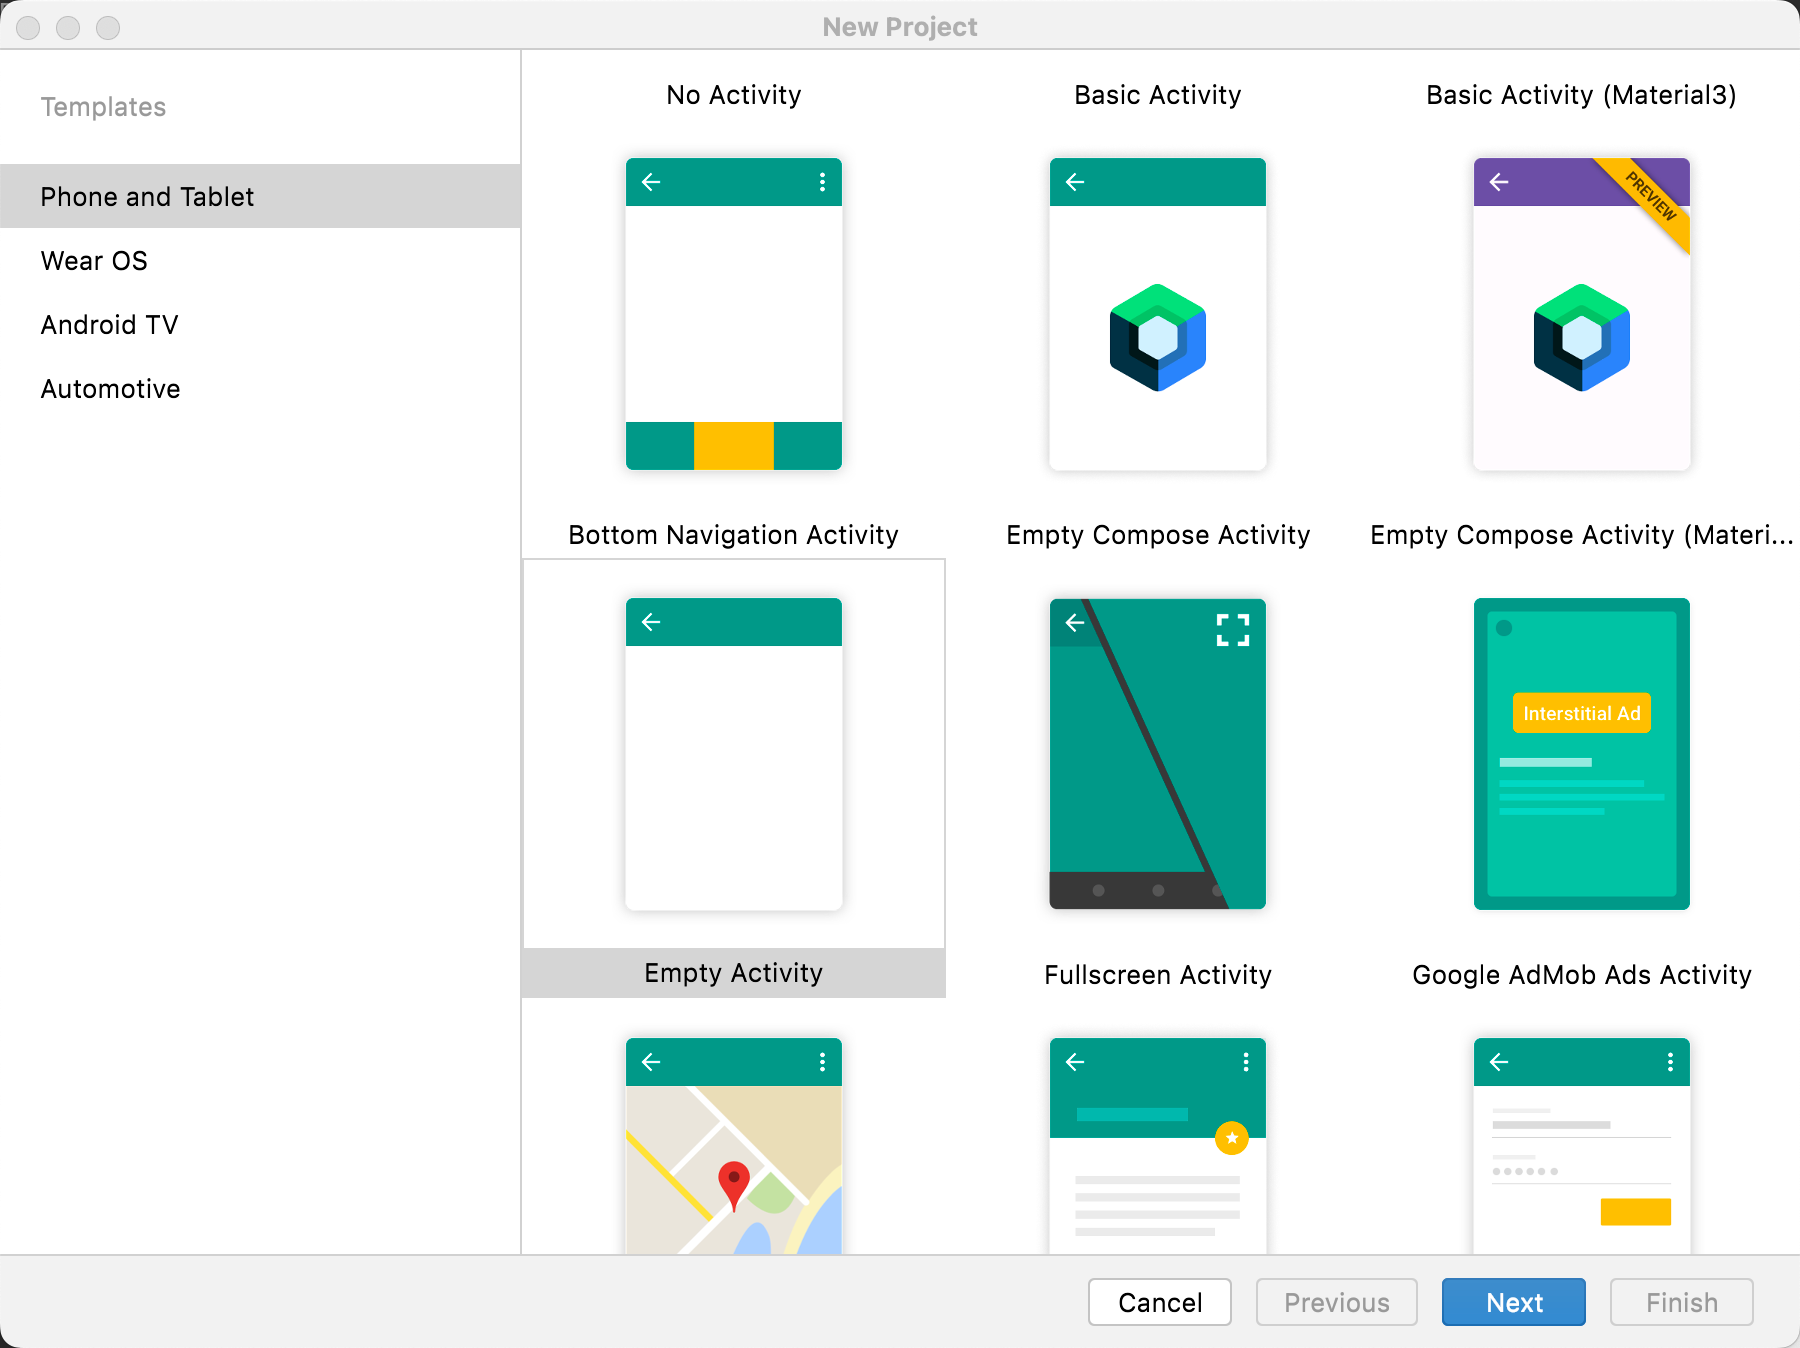 New Project
Templates
Phone and Tablet
Wear OS
Android TV
Automotive
No Activity
Basic Activity
Basic Activity (Material3)
PREVIEW
Bottom Navigation Activity
Empty Compose Activity
Empty Compose Activity (Materi...
Interstitial Ad
Empty Activity
Fullscreen Activity
Google AdMob Ads Activity
Cancel
Previous
Next
Finish